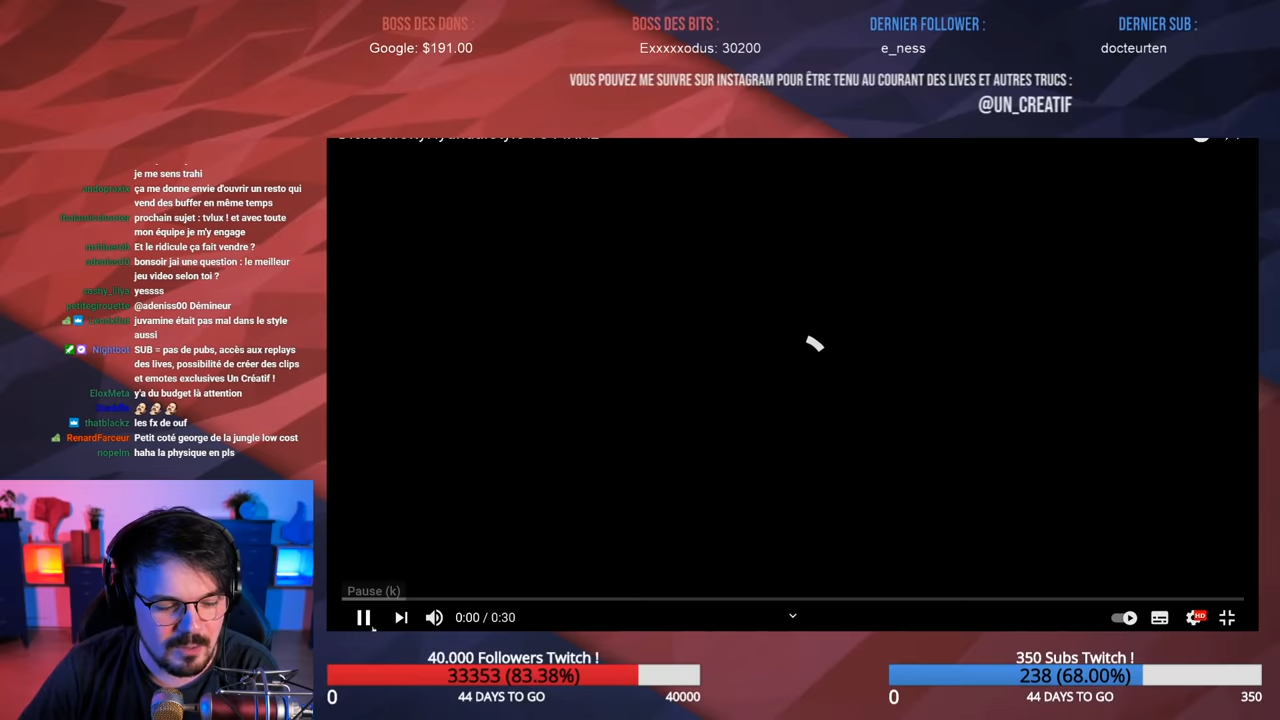 BOSS DES DONS :
Google: $191.00
BOSS DES BITS :
Exxxxxodus: 30200
DERNIER FOLLOWER :
e_ness
DERNIER SUB :
docteurten
VOUS POUVEZ ME SUIVRE SUR INSTAGRAM POUR ÊTRE TENU AU COURANT DES LIVES ET AUTRES TRUCS :
@UN_CREATIF
je me sens trahi
ça me donne envie d'ouvrir un resto qui
vend des buffer en même temps
prochain sujet : tvlux ! et avec toute
mon équipe je m'y engage
Et le ridicule ça fait vendre ?
adeniss00 bonsoir jai une question : le meilleur
jeu video selon toi ?
yessss
petitegirouette @adeniss00 Démineur
juvamine était pas mal dans le style
aussi
Nightbot SUB = pas de pubs, accès aux replays
des lives, possibilité de créer des clips
et emotes exclusives Un Créatif !
EloxMeta y'a du budget là attention
thatblackz les fx de ouf
RenardFarceur Petit coté george de la jungle low cost
nopelm haha la physique en pls
Pause (k)
0:00 / 0:30
HD
40.000 Followers Twitch !
33353 (83.38%)
0 44 DAYS TO GO 40000
350 Subs Twitch !
238 (68.00%)
0 44 DAYS TO GO 350